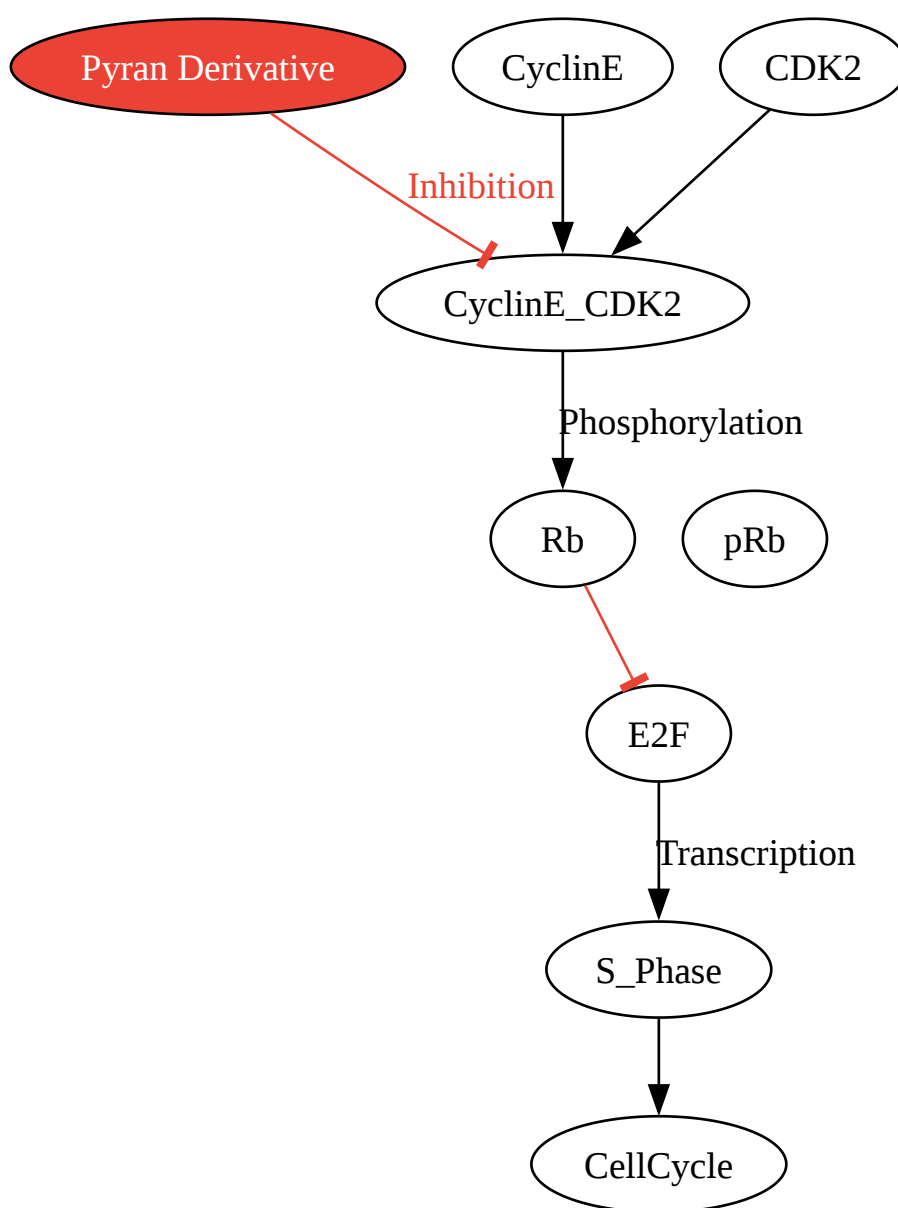 Pyran Derivative
CyclinE
CDK2
Inhibition
CyclinE_CDK2
Phosphorylation
Rb
pRb
E2F
Transcription
S_Phase
CellCycle